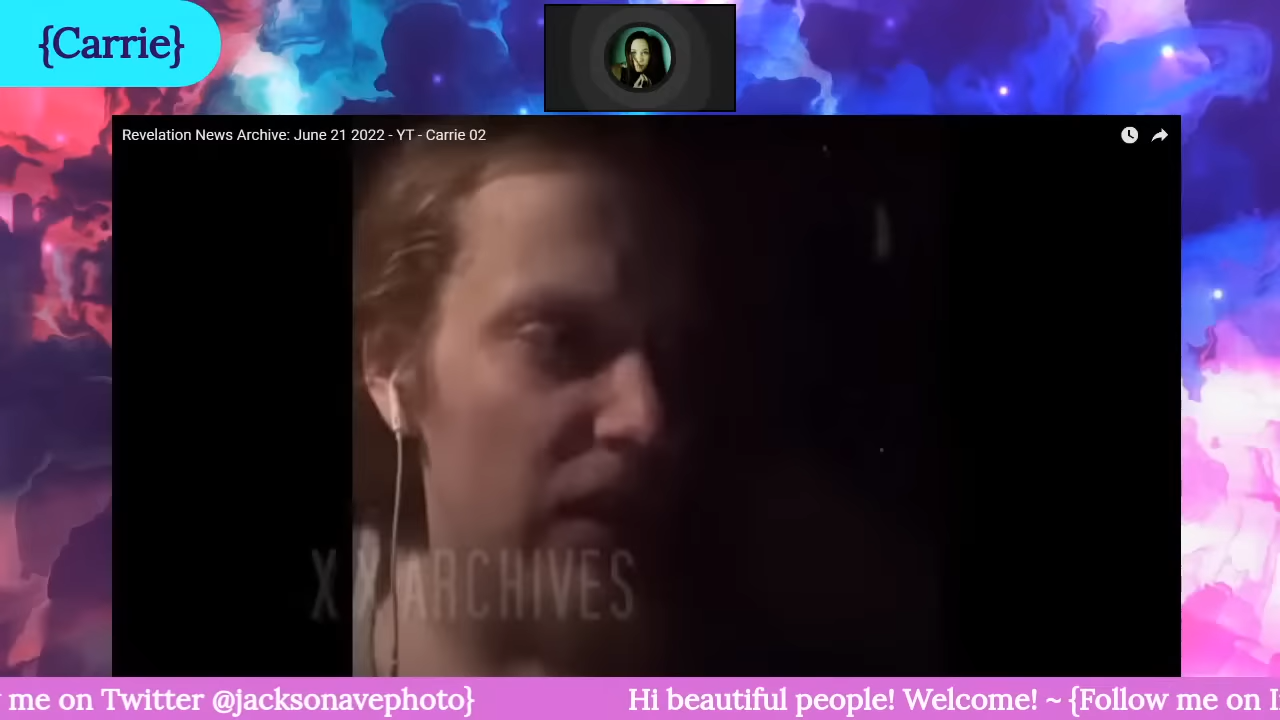 {Carrie}
Revelation News Archive: June 21 2022 - YT - Carrie 02
X X ARCHIVES
me on Twitter @jacksonavephoto}
Hi beautiful people! Welcome! ~ {Follow me on